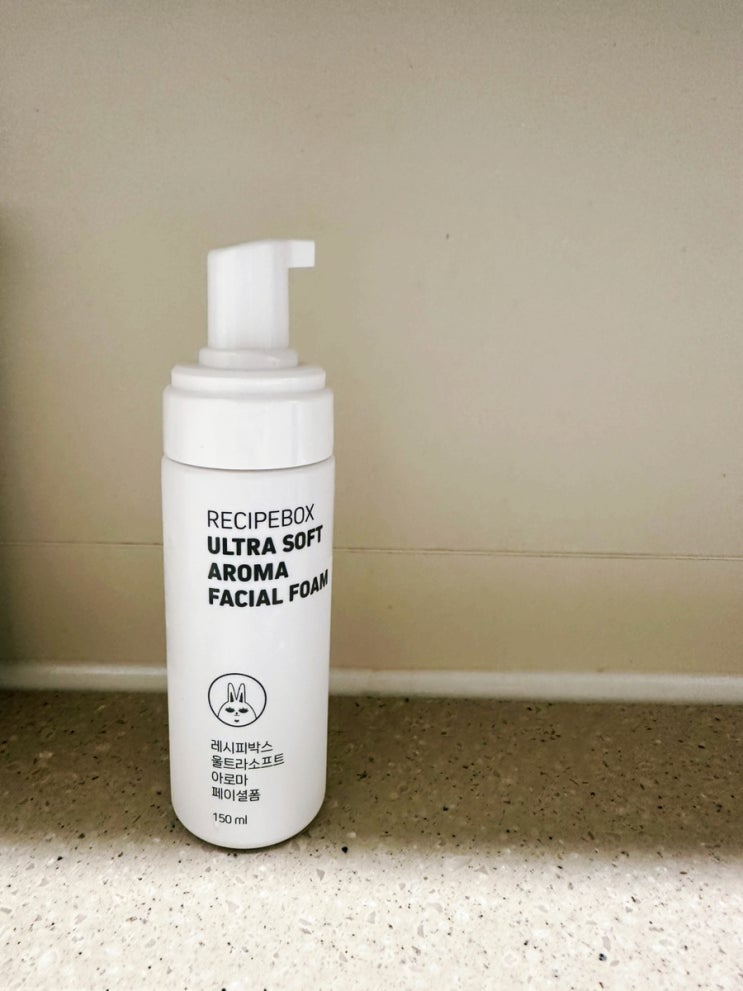 RECIPEBOX
ULTRA SOFT
AROMA
FACIAL FOAM
레시피박스
울트라소프트
아로마
페이셜폼
150 ml